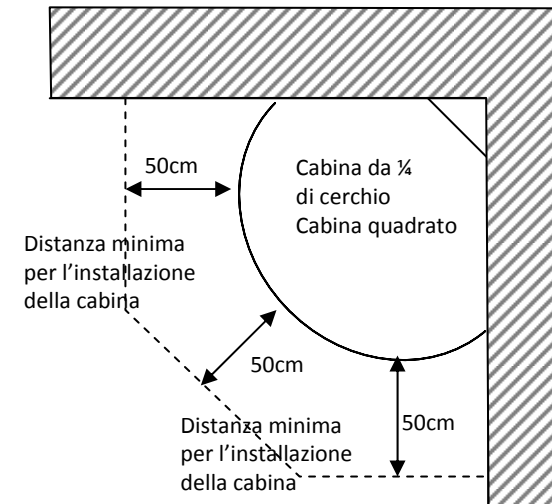 50cm
Cabina da ¼
di cerchio
Cabina quadrato
Distanza minima
per l'installazione
della cabina
50cm
50cm
Distanza minima
per l'installazione
della cabina